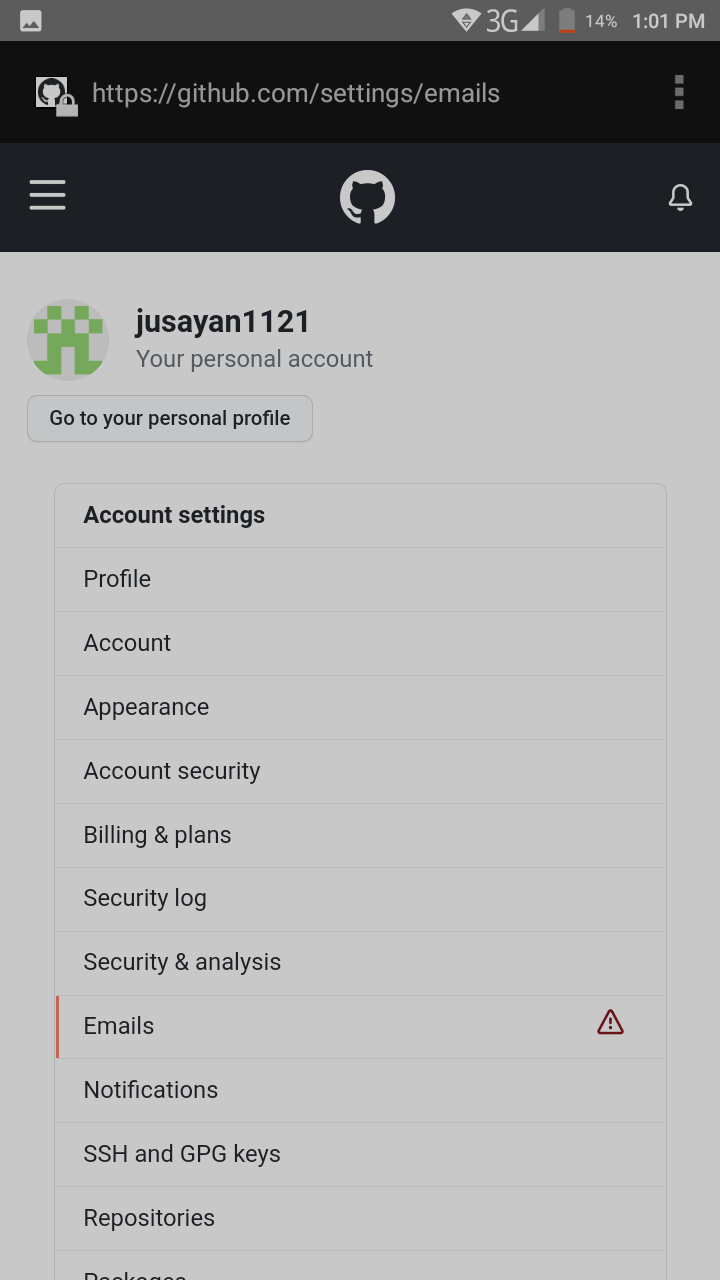 3G 14% 1:01 PM
https://github.com/settings/emails
jusayan1121
Your personal account
Go to your personal profile
Account settings
Profile
Account
Appearance
Account security
Billing & plans
Security log
Security & analysis
Emails
Notifications
SSH and GPG keys
Repositories
Packages